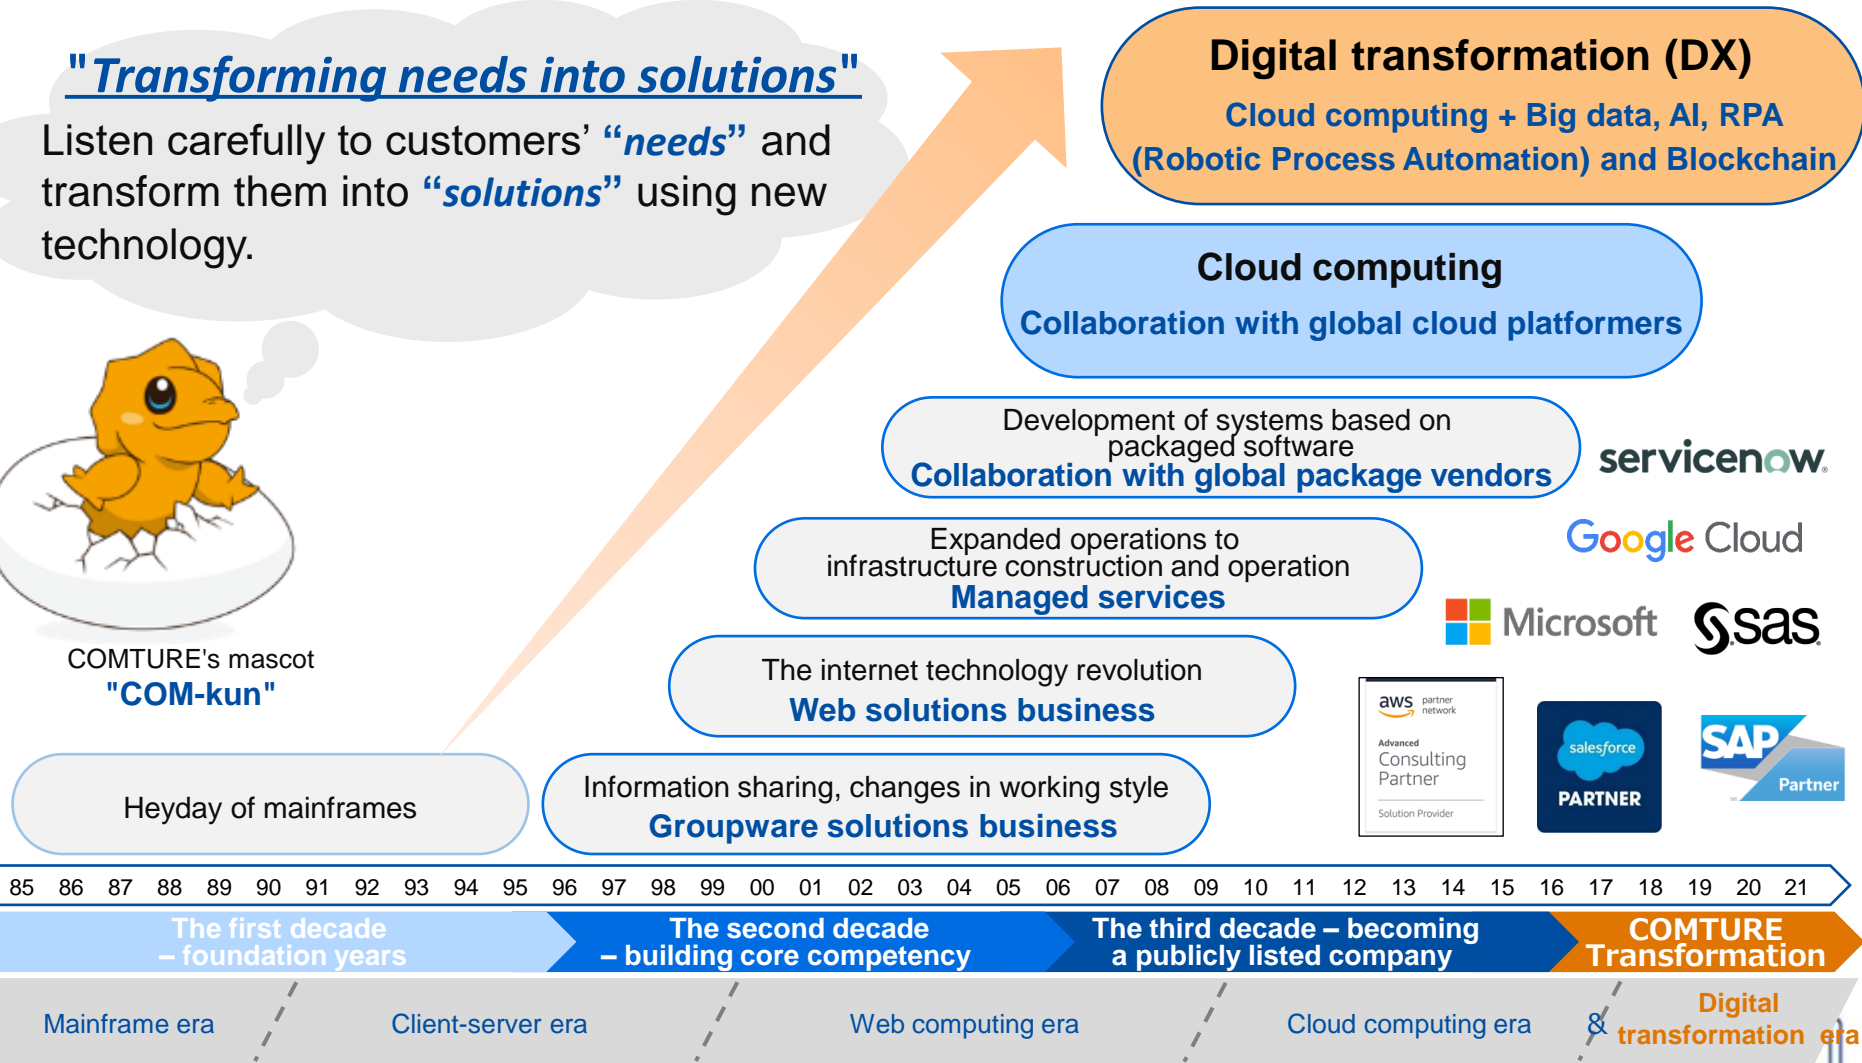 "Transforming needs into solutions"
Listen carefully to customers’ “needs” and
transform them into “solutions” using new
technology.
COMTURE's mascot
"COM-kun"
Digital transformation (DX)
Cloud computing + Big data, AI, RPA
(Robotic Process Automation) and Blockchain
Cloud computing
Collaboration with global cloud platformers
Development of systems based on
packaged software
Collaboration with global package vendors
Expanded operations to
infrastructure construction and operation
Managed services
The internet technology revolution
Web solutions business
Information sharing, changes in working style
Groupware solutions business
Heyday of mainframes
servicenow
Google Cloud
Microsoft
sas
aws partner
network
Advanced
Consulting
Partner
Solution Provider
salesforce
PARTNER
SAP
Partner
85 86 87 88 89 90 91 92 93 94 95 96 97 98 99 00 01 02 03 04 05 06 07 08 09 10 11 12 13 14 15 16 17 18 19 20 21
The first decade
– foundation years
The second decade
– building core competency
The third decade – becoming
a publicly listed company
COMTURE
Transformation
Mainframe era
Client-server era
Web computing era
Cloud computing era
&
Digital
transformation era